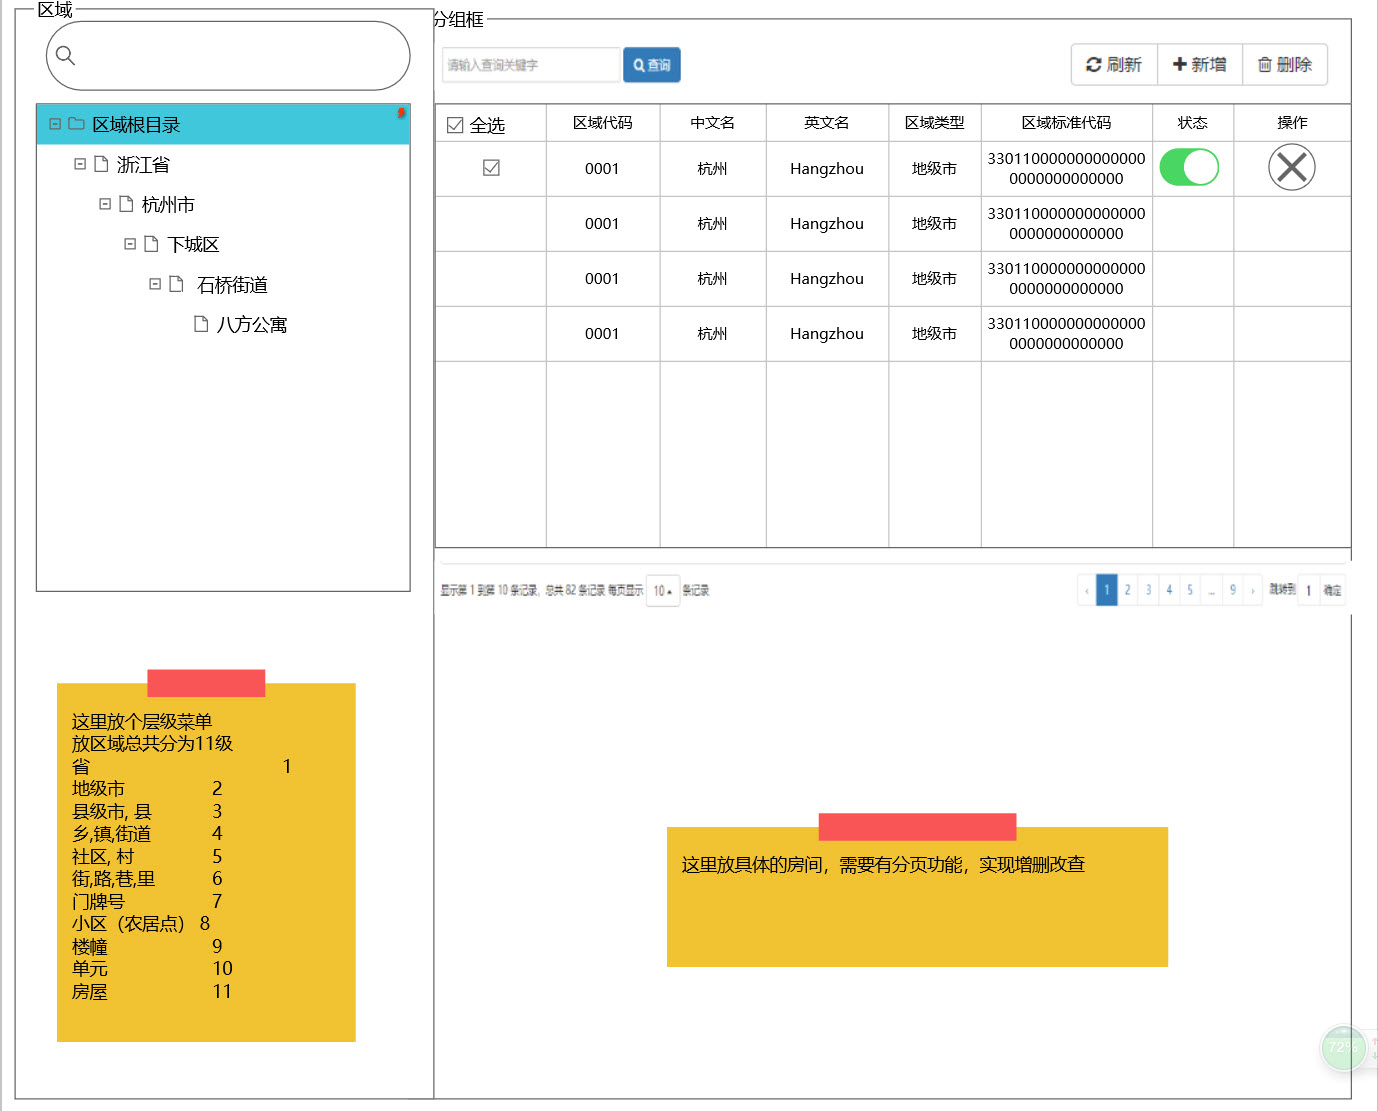 区域
区域根目录
浙江省
杭州市
下城区
石桥街道
八方公寓
这里放个层级菜单
放区域总共分为11级
省 1
地级市 2
县级市, 县 3
乡,镇,街道 4
社区, 村 5
街,路,巷,里 6
门牌号 7
小区（农居点） 8
楼幢 9
单元 10
房屋 11
分组框
请输入查询关键字 查询 刷新 新增 删除
全选 区域代码 中文名 英文名 区域类型 区域标准代码 状态 操作
0001 杭州 Hangzhou 地级市 330110000000000000
0000000000000
0001 杭州 Hangzhou 地级市 330110000000000000
0000000000000
0001 杭州 Hangzhou 地级市 330110000000000000
0000000000000
0001 杭州 Hangzhou 地级市 330110000000000000
0000000000000
显示第 1 到第 10 条记录，总共 82 条记录 每页显示 10 条记录 ‹ 1 2 3 4 5 ... 9 › 跳转到 1 确定
这里放具体的房间，需要有分页功能，实现增删改查
72%